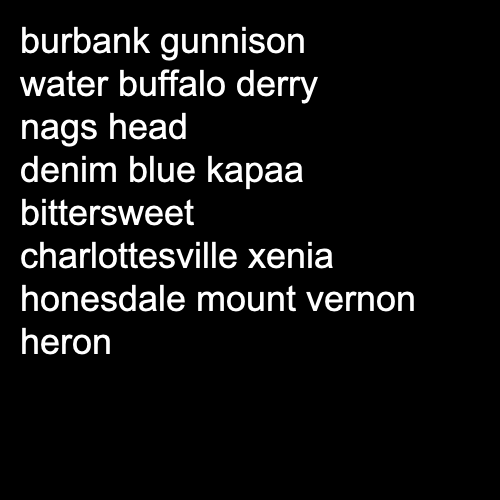 burbank gunnison
water buffalo derry
nags head
denim blue kapaa
bittersweet
charlottesville xenia
honesdale mount vernon
heron